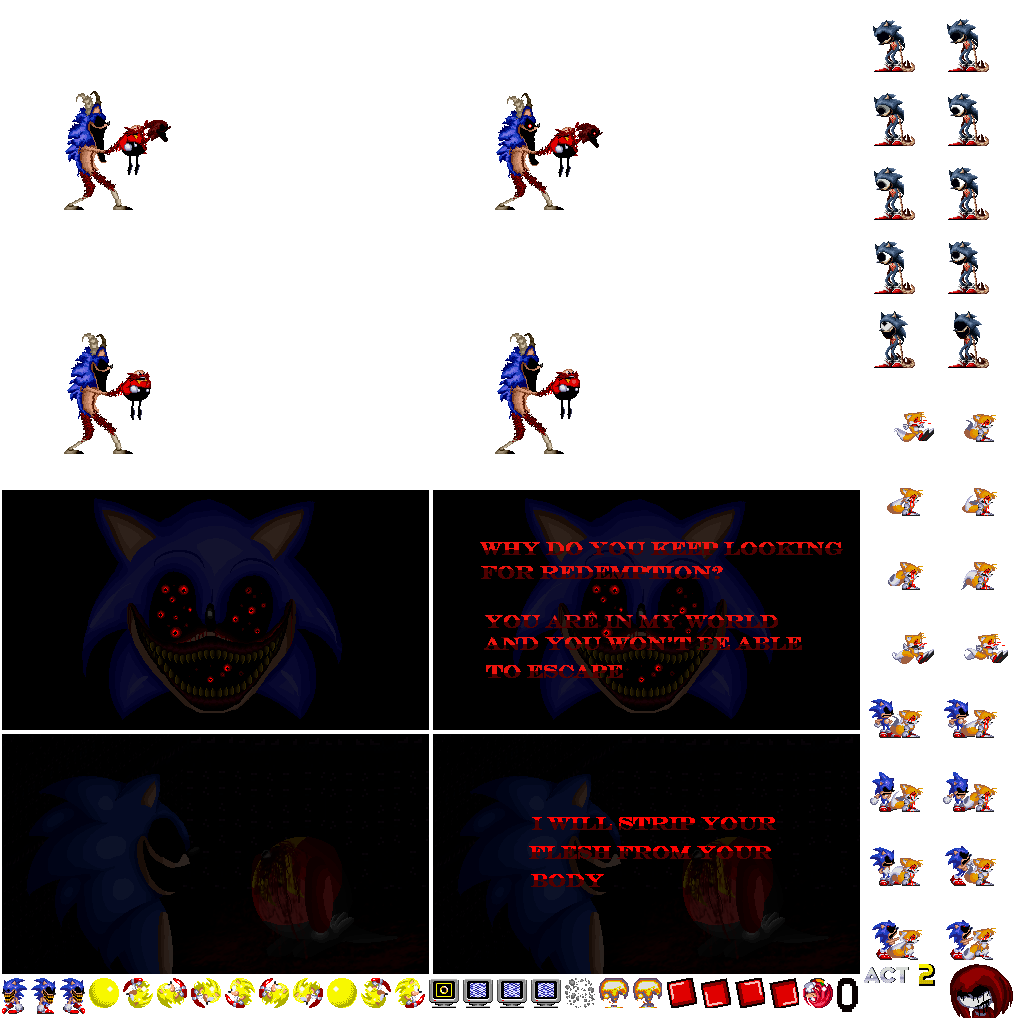 WHY DO YOU KEEP LOOKING
FOR REDEMPTION?
YOU ARE IN MY WORLD
AND YOU WON'T BE ABLE
TO ESCAPE
I WILL STRIP YOUR
FLESH FROM YOUR
BODY
ACT 2
0